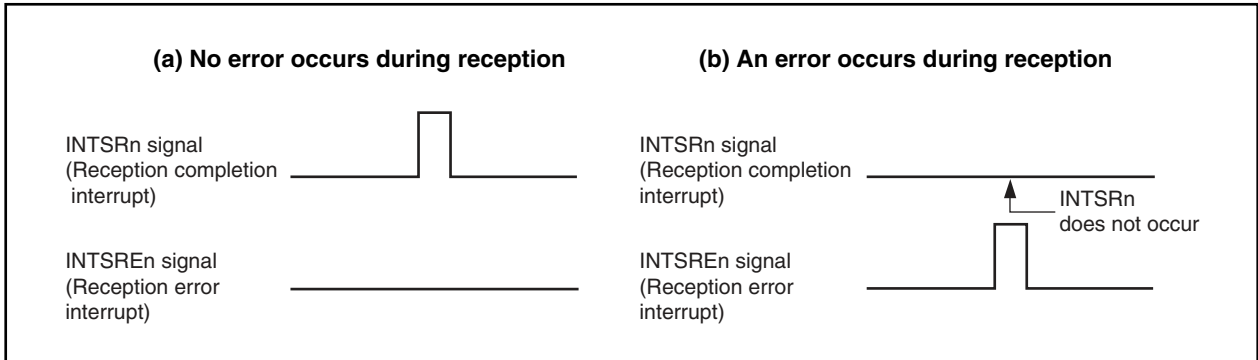 (a) No error occurs during reception
INTSRn signal
(Reception completion
interrupt)
INTSREn signal
(Reception error
interrupt)
(b) An error occurs during reception
INTSRn signal
(Reception completion
interrupt)
INTSRn
does not occur
INTSREn signal
(Reception error
interrupt)